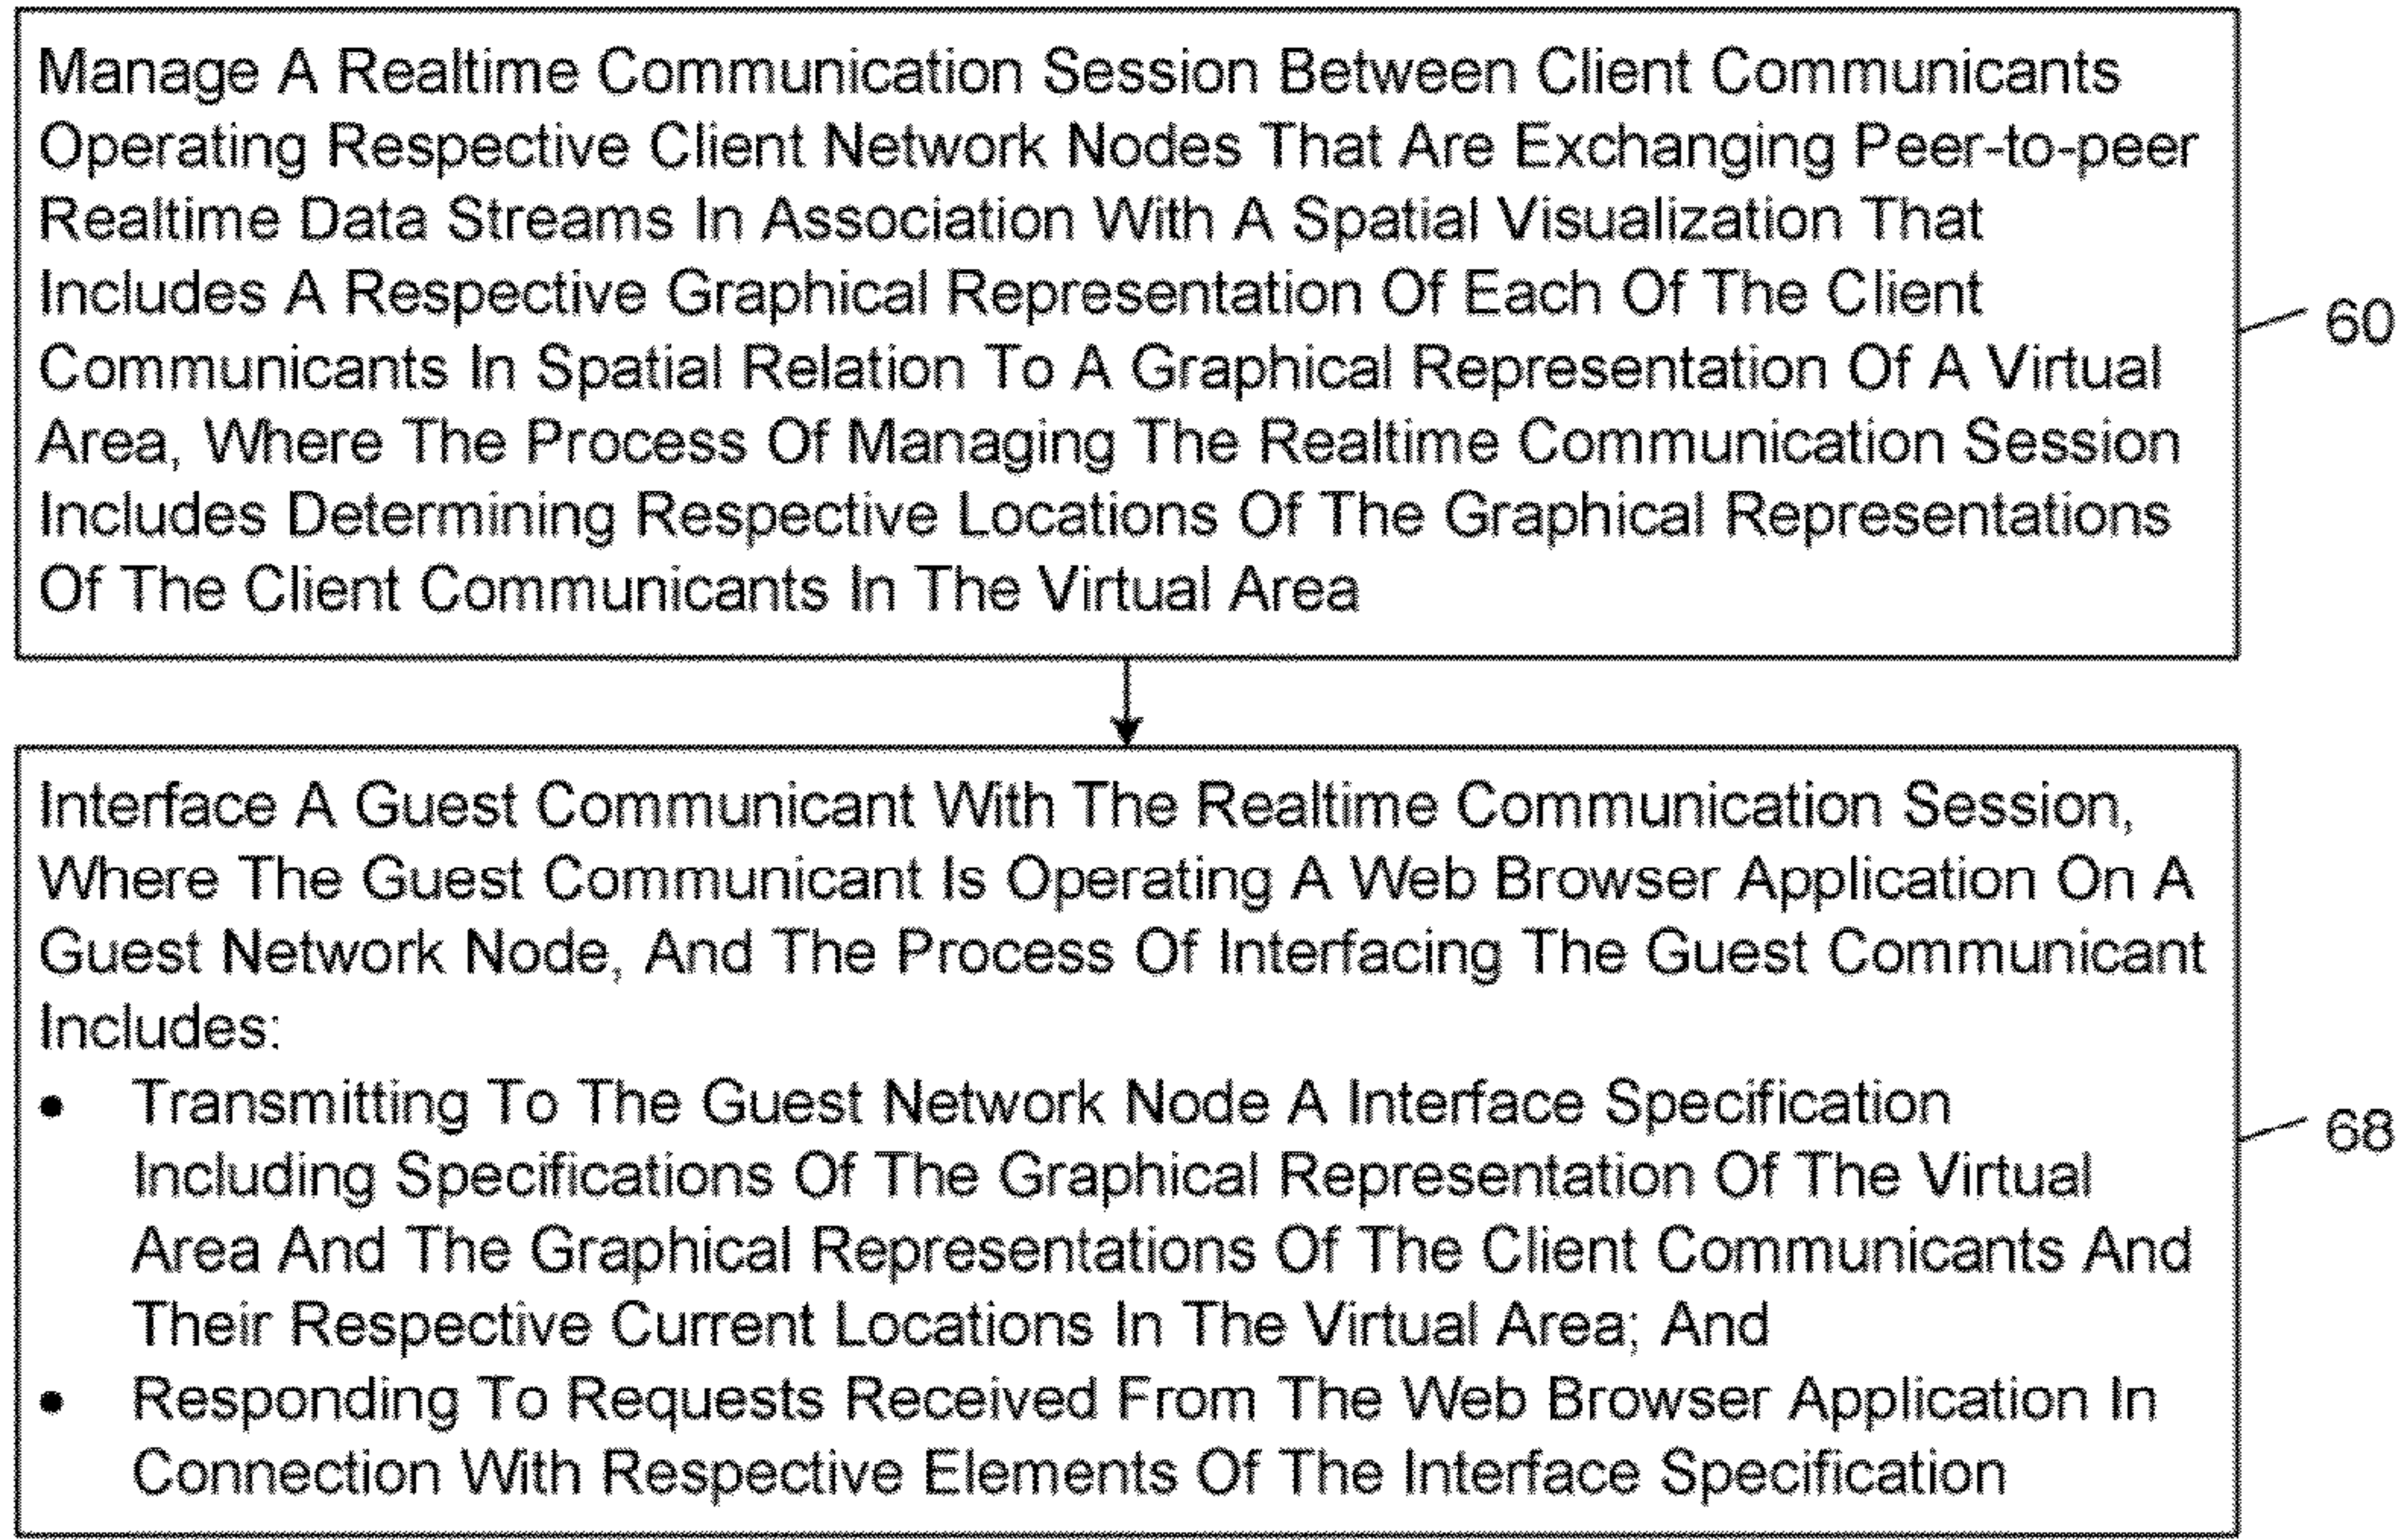 Manage A Realtime Communication Session Between Client Communicants
Operating Respective Client Network Nodes That Are Exchanging Peer-to-peer
Realtime Data Streams In Association With A Spatial Visualization That
Includes A Respective Graphical Representation Of Each Of The Client
Communicants In Spatial Relation To A Graphical Representation Of A Virtual
Area, Where The Process Of Managing The Realtime Communication Session
Includes Determining Respective Locations Of The Graphical Representations
Of The Client Communicants In The Virtual Area
60
Interface A Guest Communicant With The Realtime Communication Session,
Where The Guest Communicant Is Operating A Web Browser Application On A
Guest Network Node, And The Process Of Interfacing The Guest Communicant
Includes:
• Transmitting To The Guest Network Node A Interface Specification
Including Specifications Of The Graphical Representation Of The Virtual
Area And The Graphical Representations Of The Client Communicants And
Their Respective Current Locations In The Virtual Area; And
• Responding To Requests Received From The Web Browser Application In
Connection With Respective Elements Of The Interface Specification
68